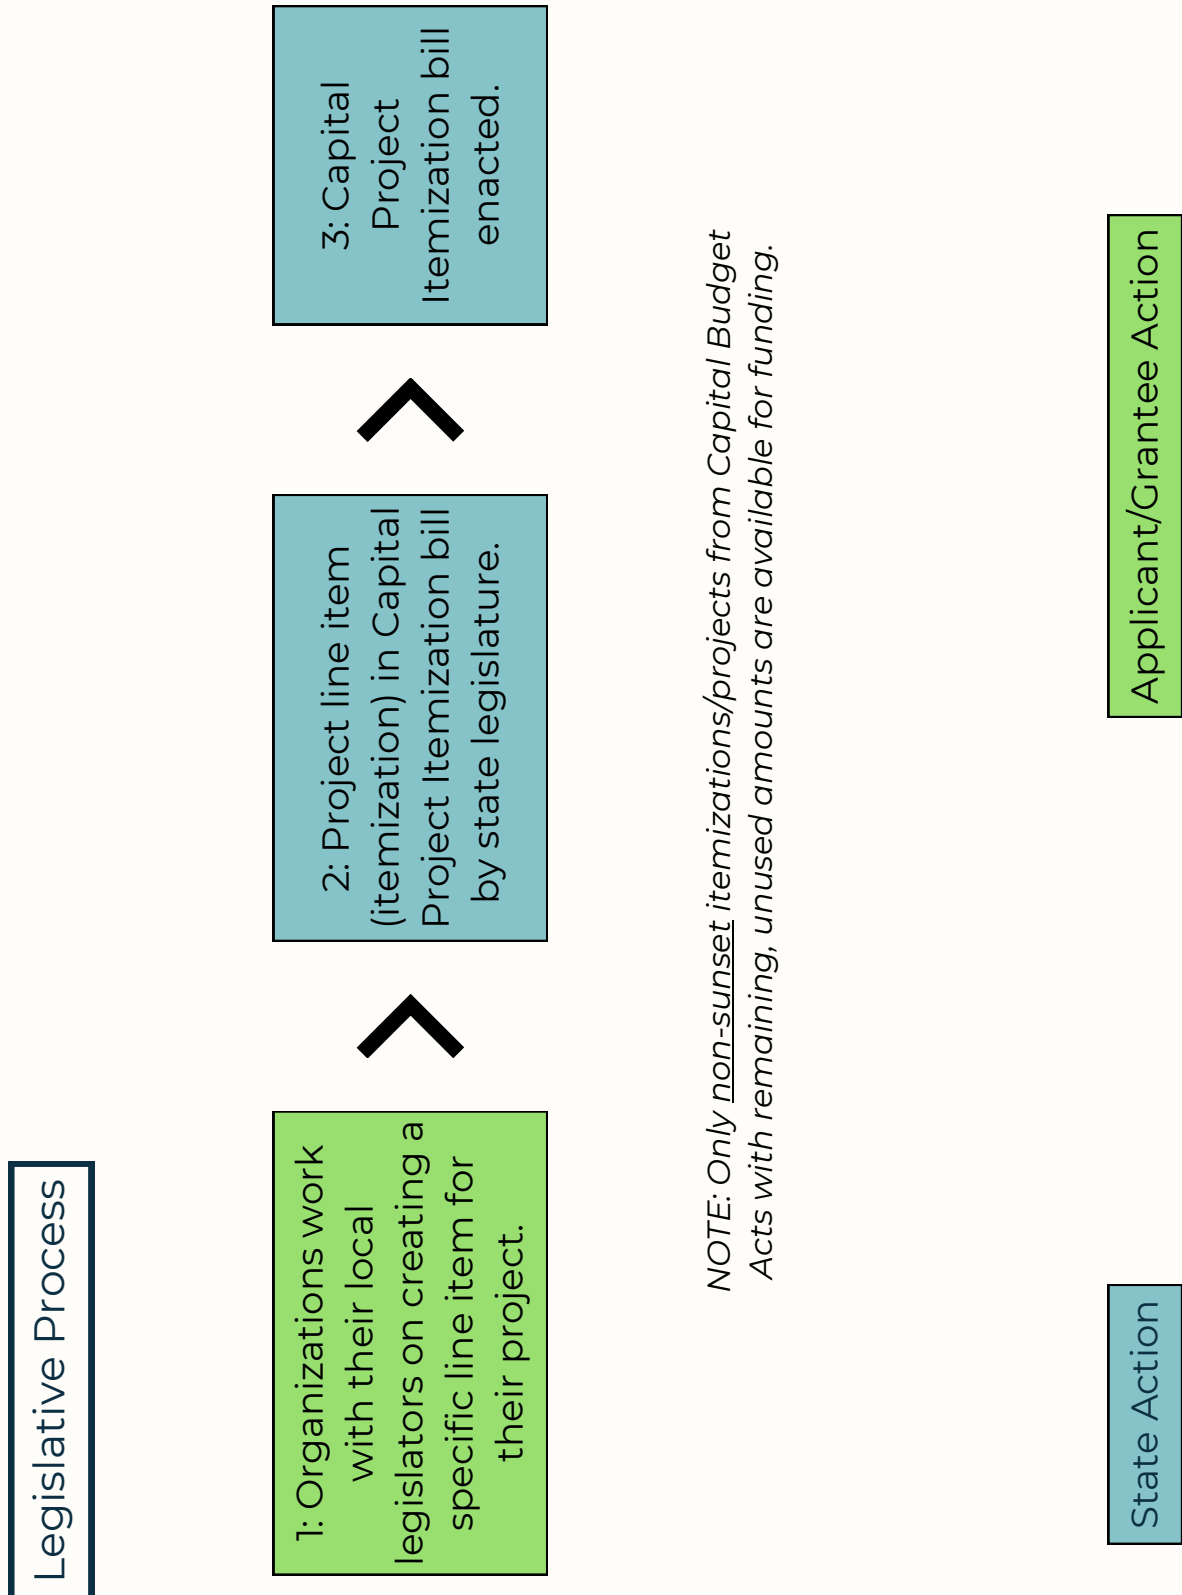 Legislative Process
1: Organizations work
with their local
legislators on creating a
specific line item for
their project.
2: Project line item
(itemization) in Capital
Project Itemization bill
by state legislature.
3: Capital
Project
Itemization bill
enacted.
NOTE: Only non-sunset itemizations/projects from Capital Budget
Acts with remaining, unused amounts are available for funding.
State Action
Applicant/Grantee Action